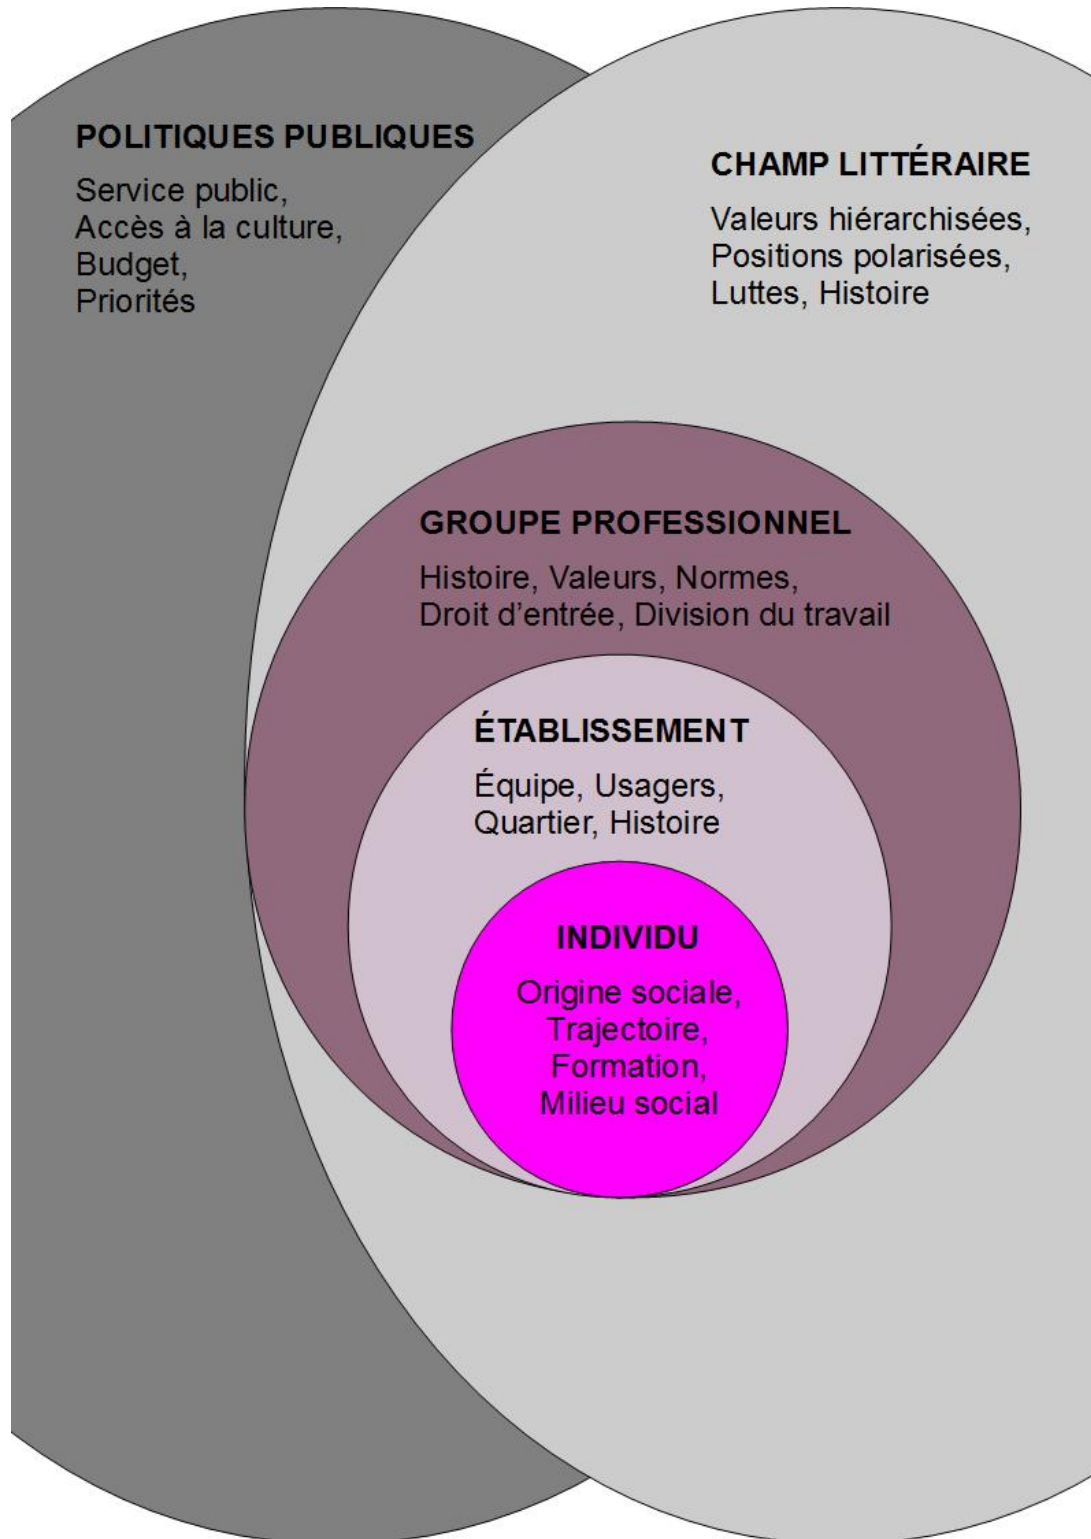 POLITIQUES PUBLIQUES
Service public,
Accès à la culture,
Budget,
Priorités
CHAMP LITTÉRAIRE
Valeurs hiérarchisées,
Positions polarisées,
Luttes, Histoire
GROUPE PROFESSIONNEL
Histoire, Valeurs, Normes,
Droit d'entrée, Division du travail
ÉTABLISSEMENT
Équipe, Usagers,
Quartier, Histoire
INDIVIDU
Origine sociale,
Trajectoire,
Formation,
Milieu social